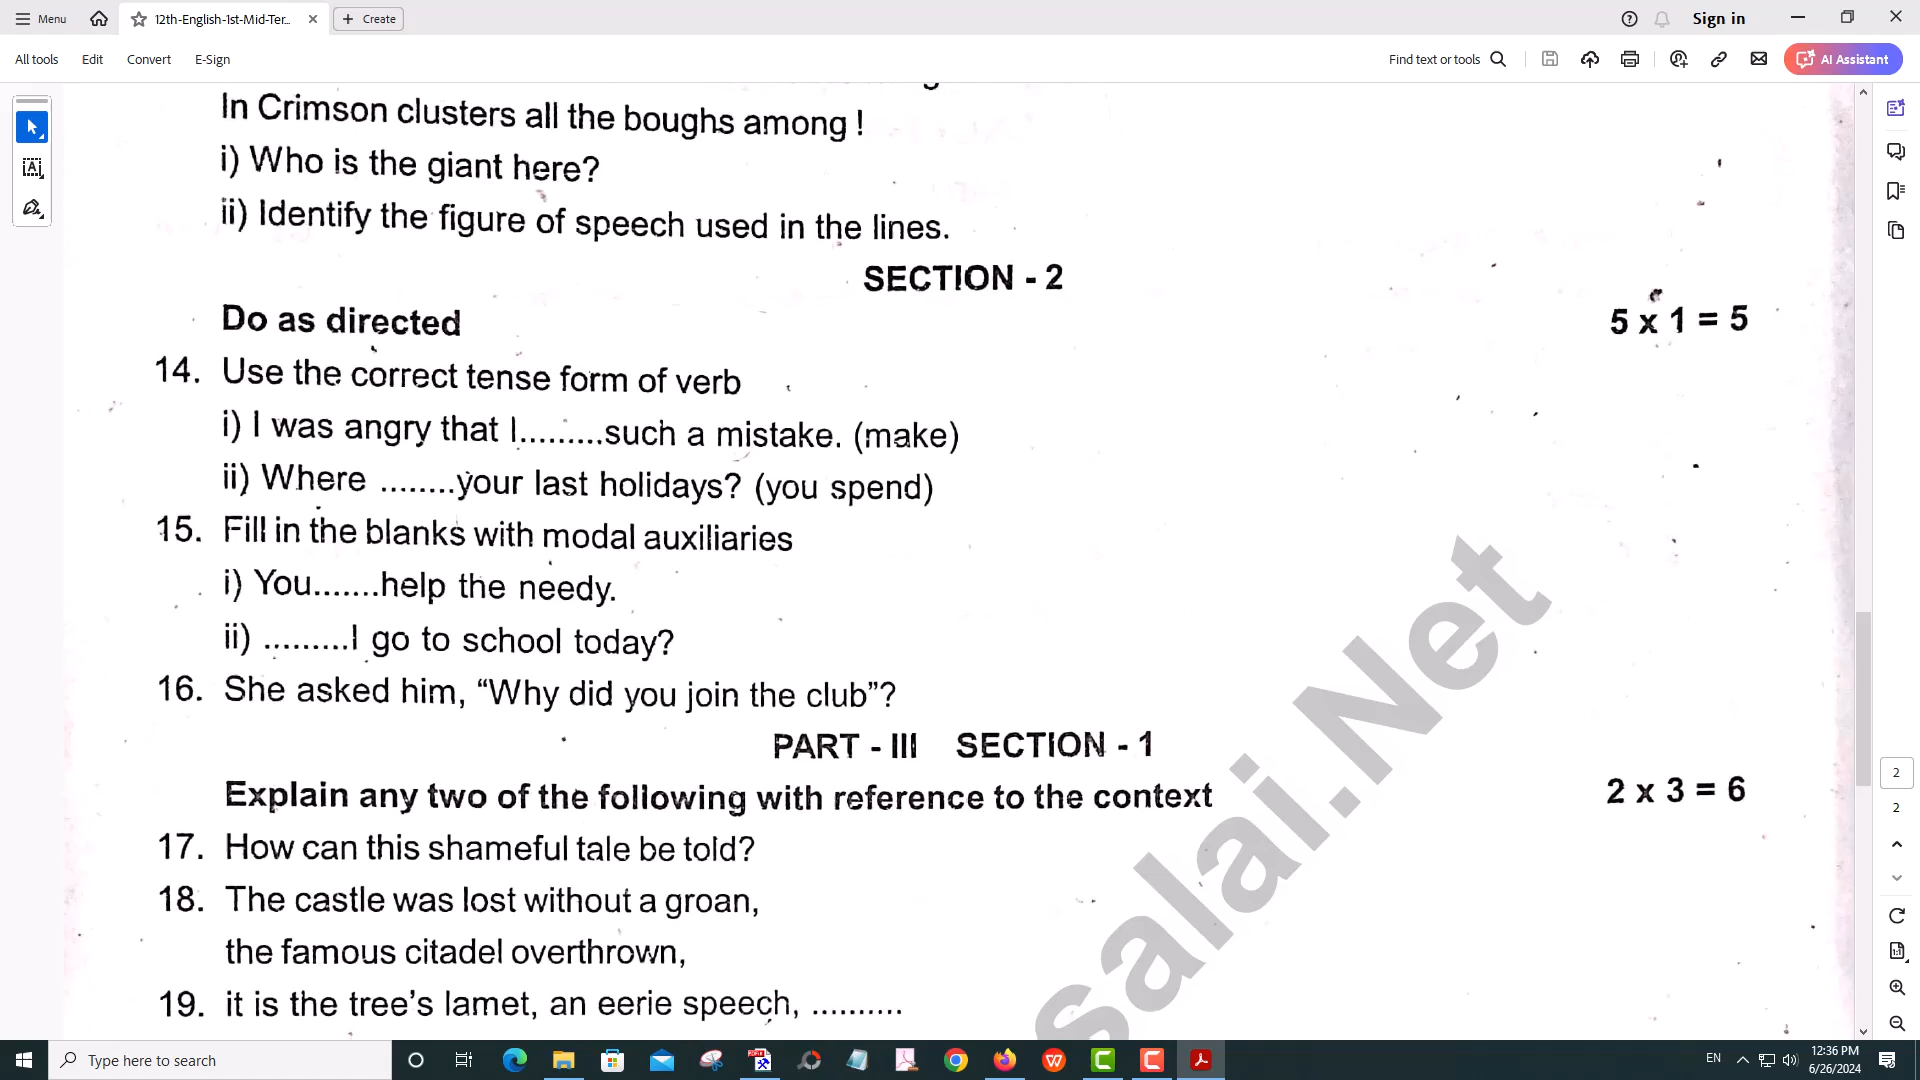 Menu
12th-English-1st-Mid-Ter...
Create
Sign in
All tools
Edit
Convert
E-Sign
Find text or tools
AI Assistant
In Crimson clusters all the boughs among !
i) Who is the giant here?
ii) Identify the figure of speech used in the lines.
SECTION - 2
Do as directed 5 x 1 = 5
14. Use the correct tense form of verb
i) I was angry that I.........such a mistake. (make)
ii) Where ........your last holidays? (you spend)
15. Fill in the blanks with modal auxiliaries
i) You.......help the needy.
ii) .........I go to school today?
16. She asked him, “Why did you join the club”?
PART - III SECTION - 1
Explain any two of the following with reference to the context 2 x 3 = 6
17. How can this shameful tale be told?
18. The castle was lost without a groan,
the famous citadel overthrown,
19. it is the tree’s lamet, an eerie speech, ..........
salai.Net
2
2
Type here to search
EN
12:36 PM
6/26/2024